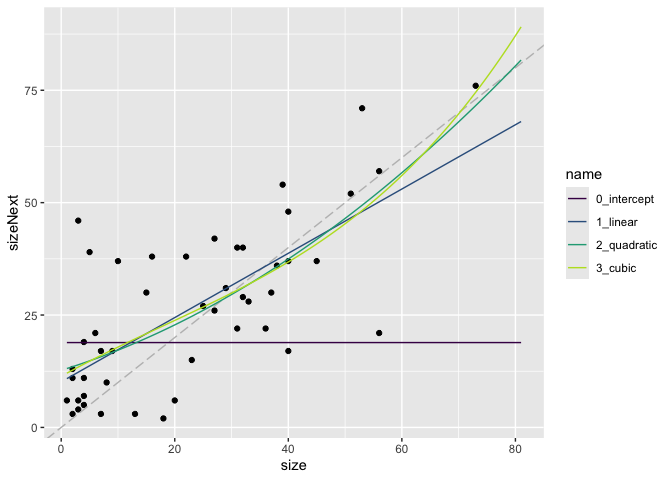 75
50
25
0
sizeNext
0
20
40
60
80
size
name
0_intercept
1_linear
2_quadratic
3_cubic